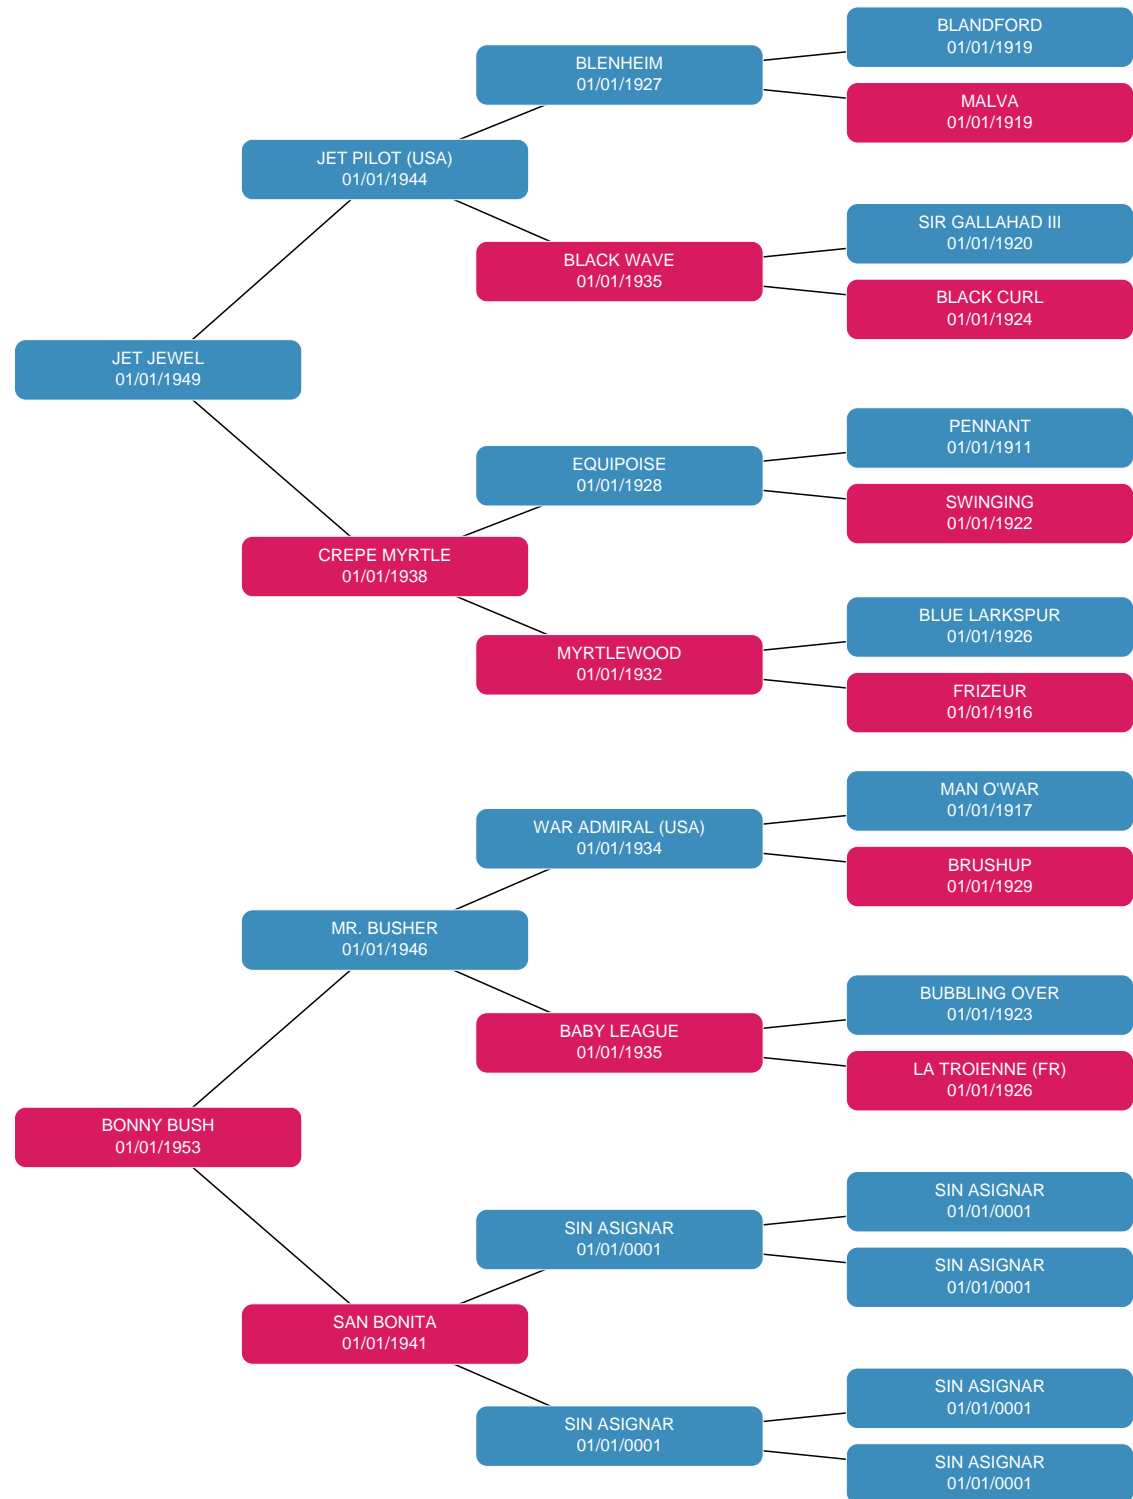 BLANDFORD
01/01/1919
BLENHEIM
01/01/1927
MALVA
01/01/1919
JET PILOT (USA)
01/01/1944
SIR GALLAHAD III
01/01/1920
BLACK WAVE
01/01/1935
BLACK CURL
01/01/1924
JET JEWEL
01/01/1949
PENNANT
01/01/1911
EQUIPOISE
01/01/1928
SWINGING
01/01/1922
CREPE MYRTLE
01/01/1938
BLUE LARKSPUR
01/01/1926
MYRTLEWOOD
01/01/1932
FRIZEUR
01/01/1916
MAN O'WAR
01/01/1917
WAR ADMIRAL (USA)
01/01/1934
BRUSHUP
01/01/1929
MR. BUSHER
01/01/1946
BUBBLING OVER
01/01/1923
BABY LEAGUE
01/01/1935
LA TROIENNE (FR)
01/01/1926
BONNY BUSH
01/01/1953
SIN ASIGNAR
01/01/0001
SIN ASIGNAR
01/01/0001
SIN ASIGNAR
01/01/0001
SAN BONITA
01/01/1941
SIN ASIGNAR
01/01/0001
SIN ASIGNAR
01/01/0001
SIN ASIGNAR
01/01/0001